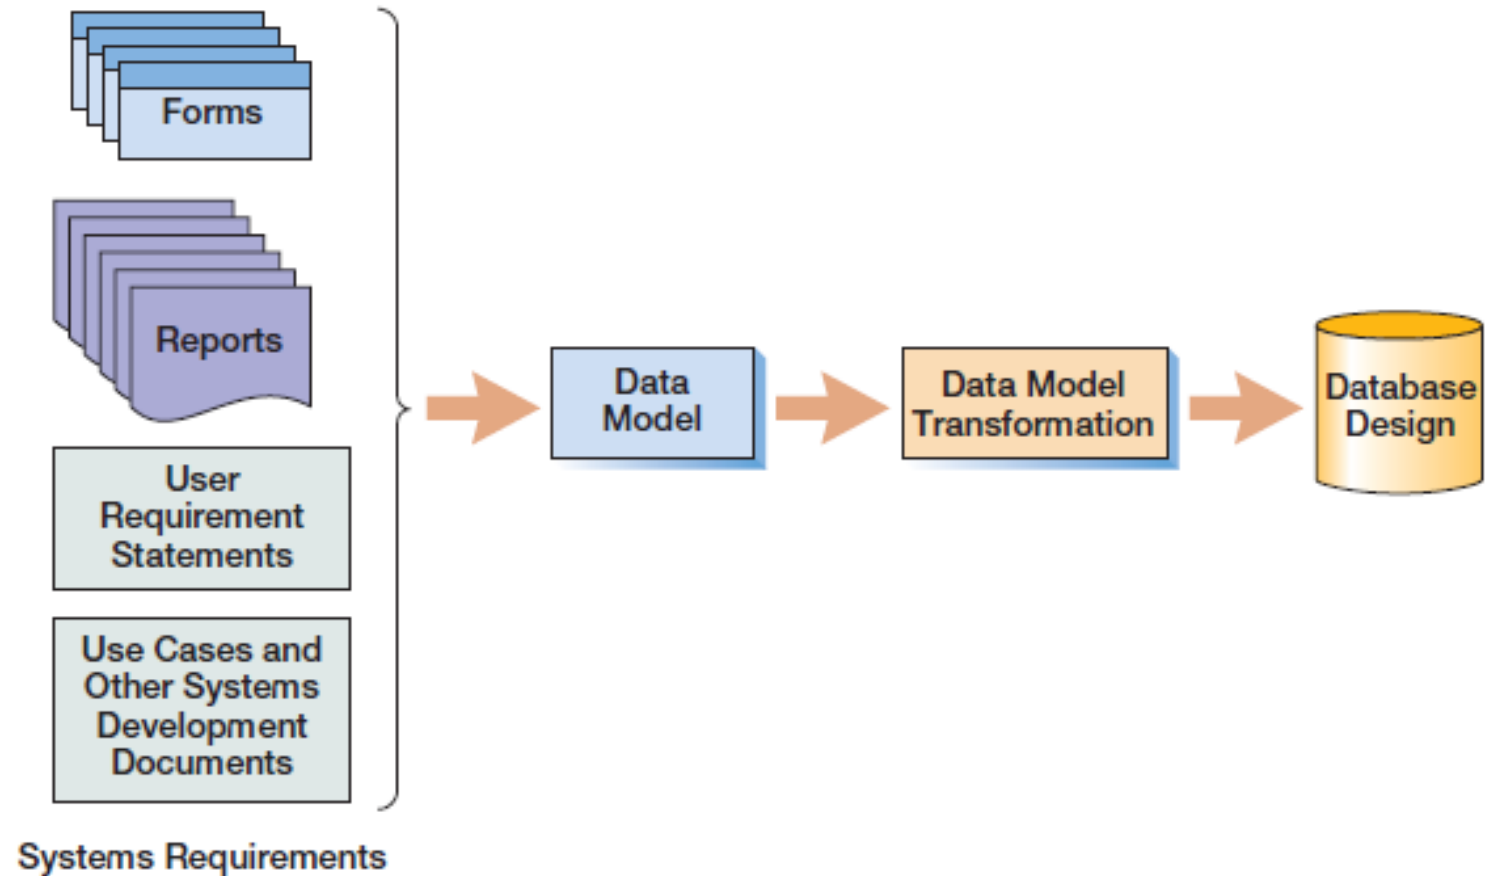 Forms
Reports
User
Requirement
Statements
Use Cases and
Other Systems
Development
Documents
Systems Requirements
Data
Model
Data Model
Transformation
Database
Design